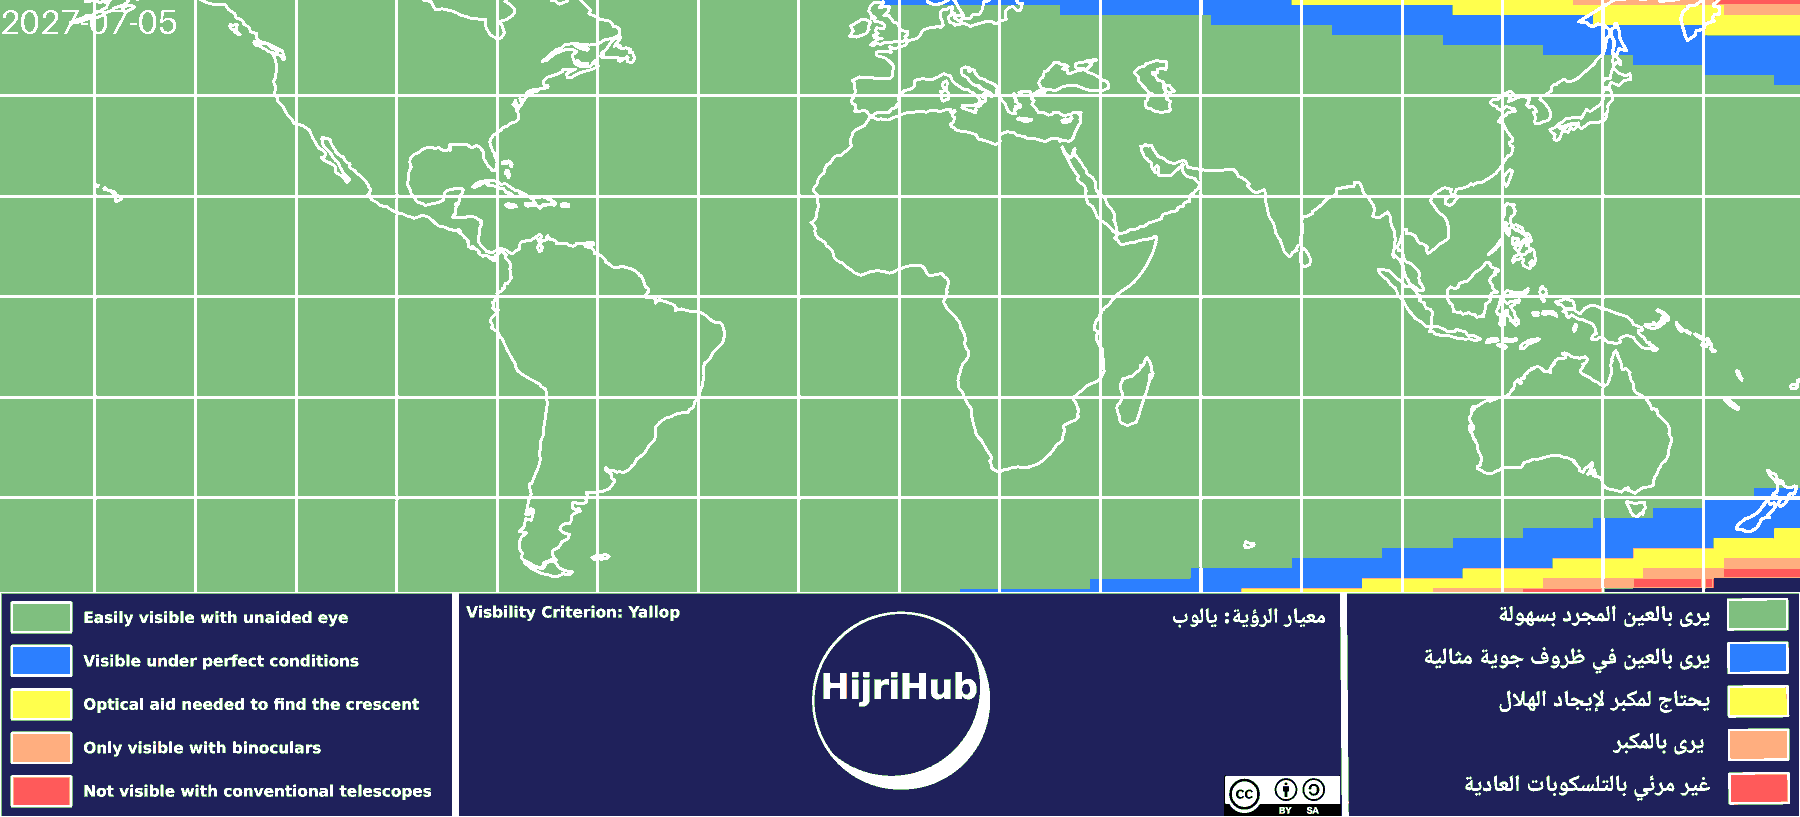 2027-07-05
Easily visible with unaided eye
Visible under perfect conditions
Optical aid needed to find the crescent
Only visible with binoculars
Not visible with conventional telescopes
Visbility Criterion: Yallop
معيار الرؤية: يالوب
HijriHub
cc
BY SA
يرى بالعين المجرد بسهولة
يرى بالعين في ظروف جوية مثالية
يحتاج لمكبر لإيجاد الهلال
يرى بالمكبر
غير مرئي بالتلسكوبات العادية